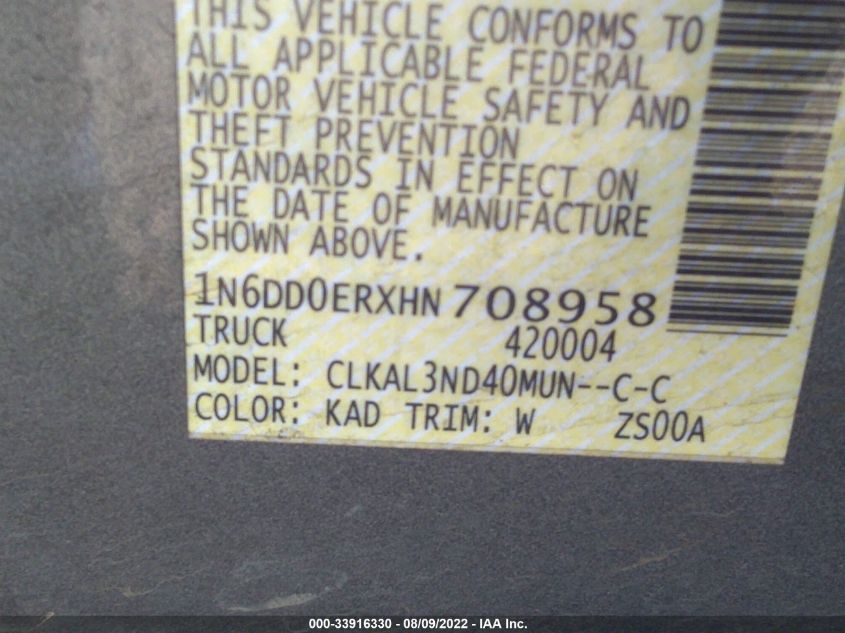 THIS VEHICLE CONFORMS TO
ALL APPLICABLE FEDERAL
MOTOR VEHICLE SAFETY AND
THEFT PREVENTION
STANDARDS IN EFFECT ON
THE DATE OF MANUFACTURE
SHOWN ABOVE.
1N6DD0ERXHN708958
TRUCK 420004
MODEL: CLKAL3ND40MUN--C-C
COLOR: KAD TRIM: W ZS00A
000-33916330 - 08/09/2022 - IAA Inc.